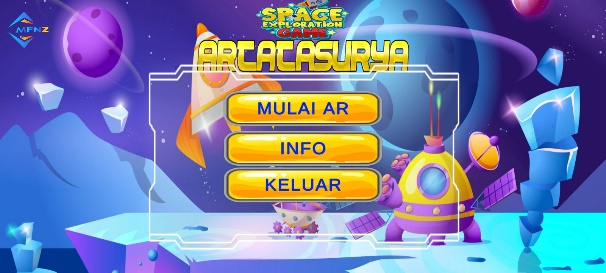 MFNZ
SPACE
EXPLORATION
GAME
ARTATASURYA
MULAI AR
INFO
KELUAR